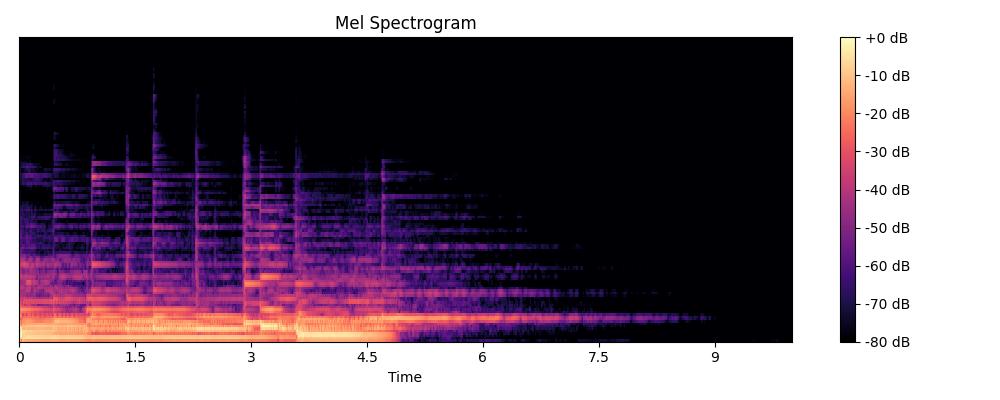 Mel Spectrogram
+0 dB
-10 dB
-20 dB
-30 dB
-40 dB
-50 dB
-60 dB
-70 dB
-80 dB
0 1.5 3 4.5 6 7.5 9
Time